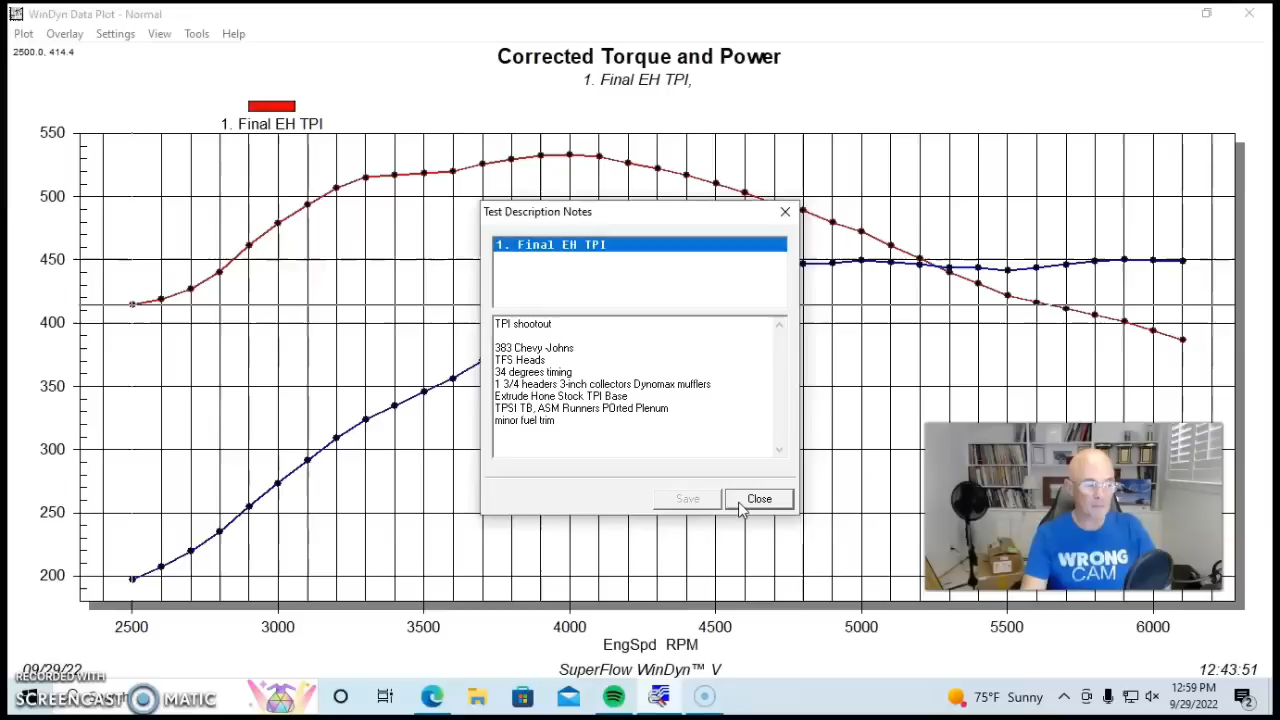 WinDyn Data Plot - Normal
Plot Overlay Settings View Tools Help
2500.0, 414.4
Corrected Torque and Power
1. Final EH TPI,
1. Final EH TPI
550
500
450
400
350
300
250
200
Test Description Notes
1. Final EH TPI
TPI shootout
383 Chevy -Johns
TFS Heads
34 degrees timing
1 3/4 headers 3-inch collectors Dynomax mufflers
Extrude Hone Stock TPI Base
TPSI TB, ASM Runners POrted Plenum
minor fuel trim
Save Close
WRONG
CAM
2500 3000 3500 4000 4500 5000 5500 6000
EngSpd RPM
09/29/22 SuperFlow WinDyn™ V 12:43:51
RECORDED WITH
SCREENCAST MATIC
75°F Sunny
12:59 PM
9/29/2022
2